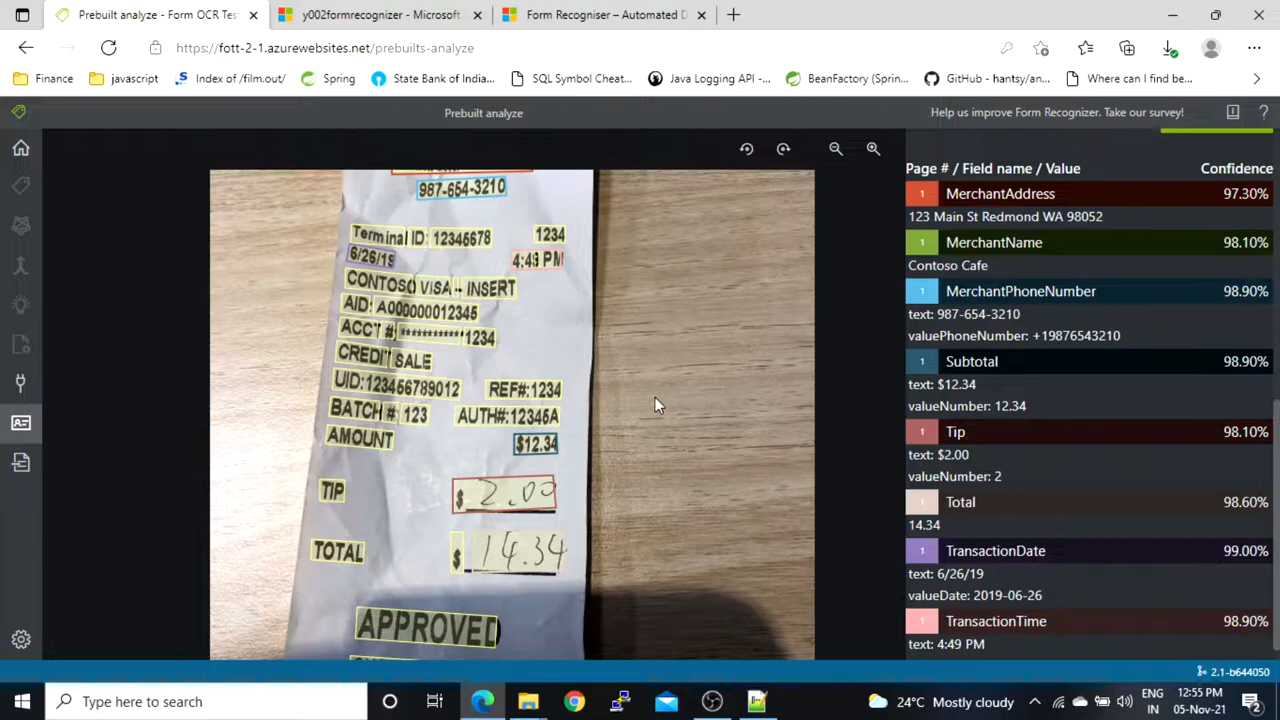 Prebuilt analyze - Form OCR Tes
y002formrecognizer - Microsoft
Form Recogniser – Automated D
https://fott-2-1.azurewebsites.net/prebuilts-analyze
Finance
javascript
Index of /film.out/
Spring
State Bank of India...
SQL Symbol Cheat...
Java Logging API -...
BeanFactory (Sprin...
GitHub - hantsy/an...
Where can I find be...
Prebuilt analyze
Help us improve Form Recognizer. Take our survey!
987-654-3210
Terminal ID: 12345678 1234
6/26/19 4:49 PM
CONTOSO VISA - INSERT
AID: A000000012345
ACCT #: ***********1234
CREDIT SALE
UID:123456789012 REF#:1234
BATCH #: 123 AUTH#:12345A
AMOUNT $12.34
TIP $ 2.00
TOTAL $ 14.34
APPROVED
Page # / Field name / Value Confidence
1 MerchantAddress 97.30%
123 Main St Redmond WA 98052
1 MerchantName 98.10%
Contoso Cafe
1 MerchantPhoneNumber 98.90%
text: 987-654-3210
valuePhoneNumber: +19876543210
1 Subtotal 98.90%
text: $12.34
valueNumber: 12.34
1 Tip 98.10%
text: $2.00
valueNumber: 2
1 Total 98.60%
14.34
1 TransactionDate 99.00%
text: 6/26/19
valueDate: 2019-06-26
1 TransactionTime 98.90%
text: 4:49 PM
2.1-b644050
Type here to search
24°C Mostly cloudy
ENG
IN
12:55 PM
05-Nov-21
2